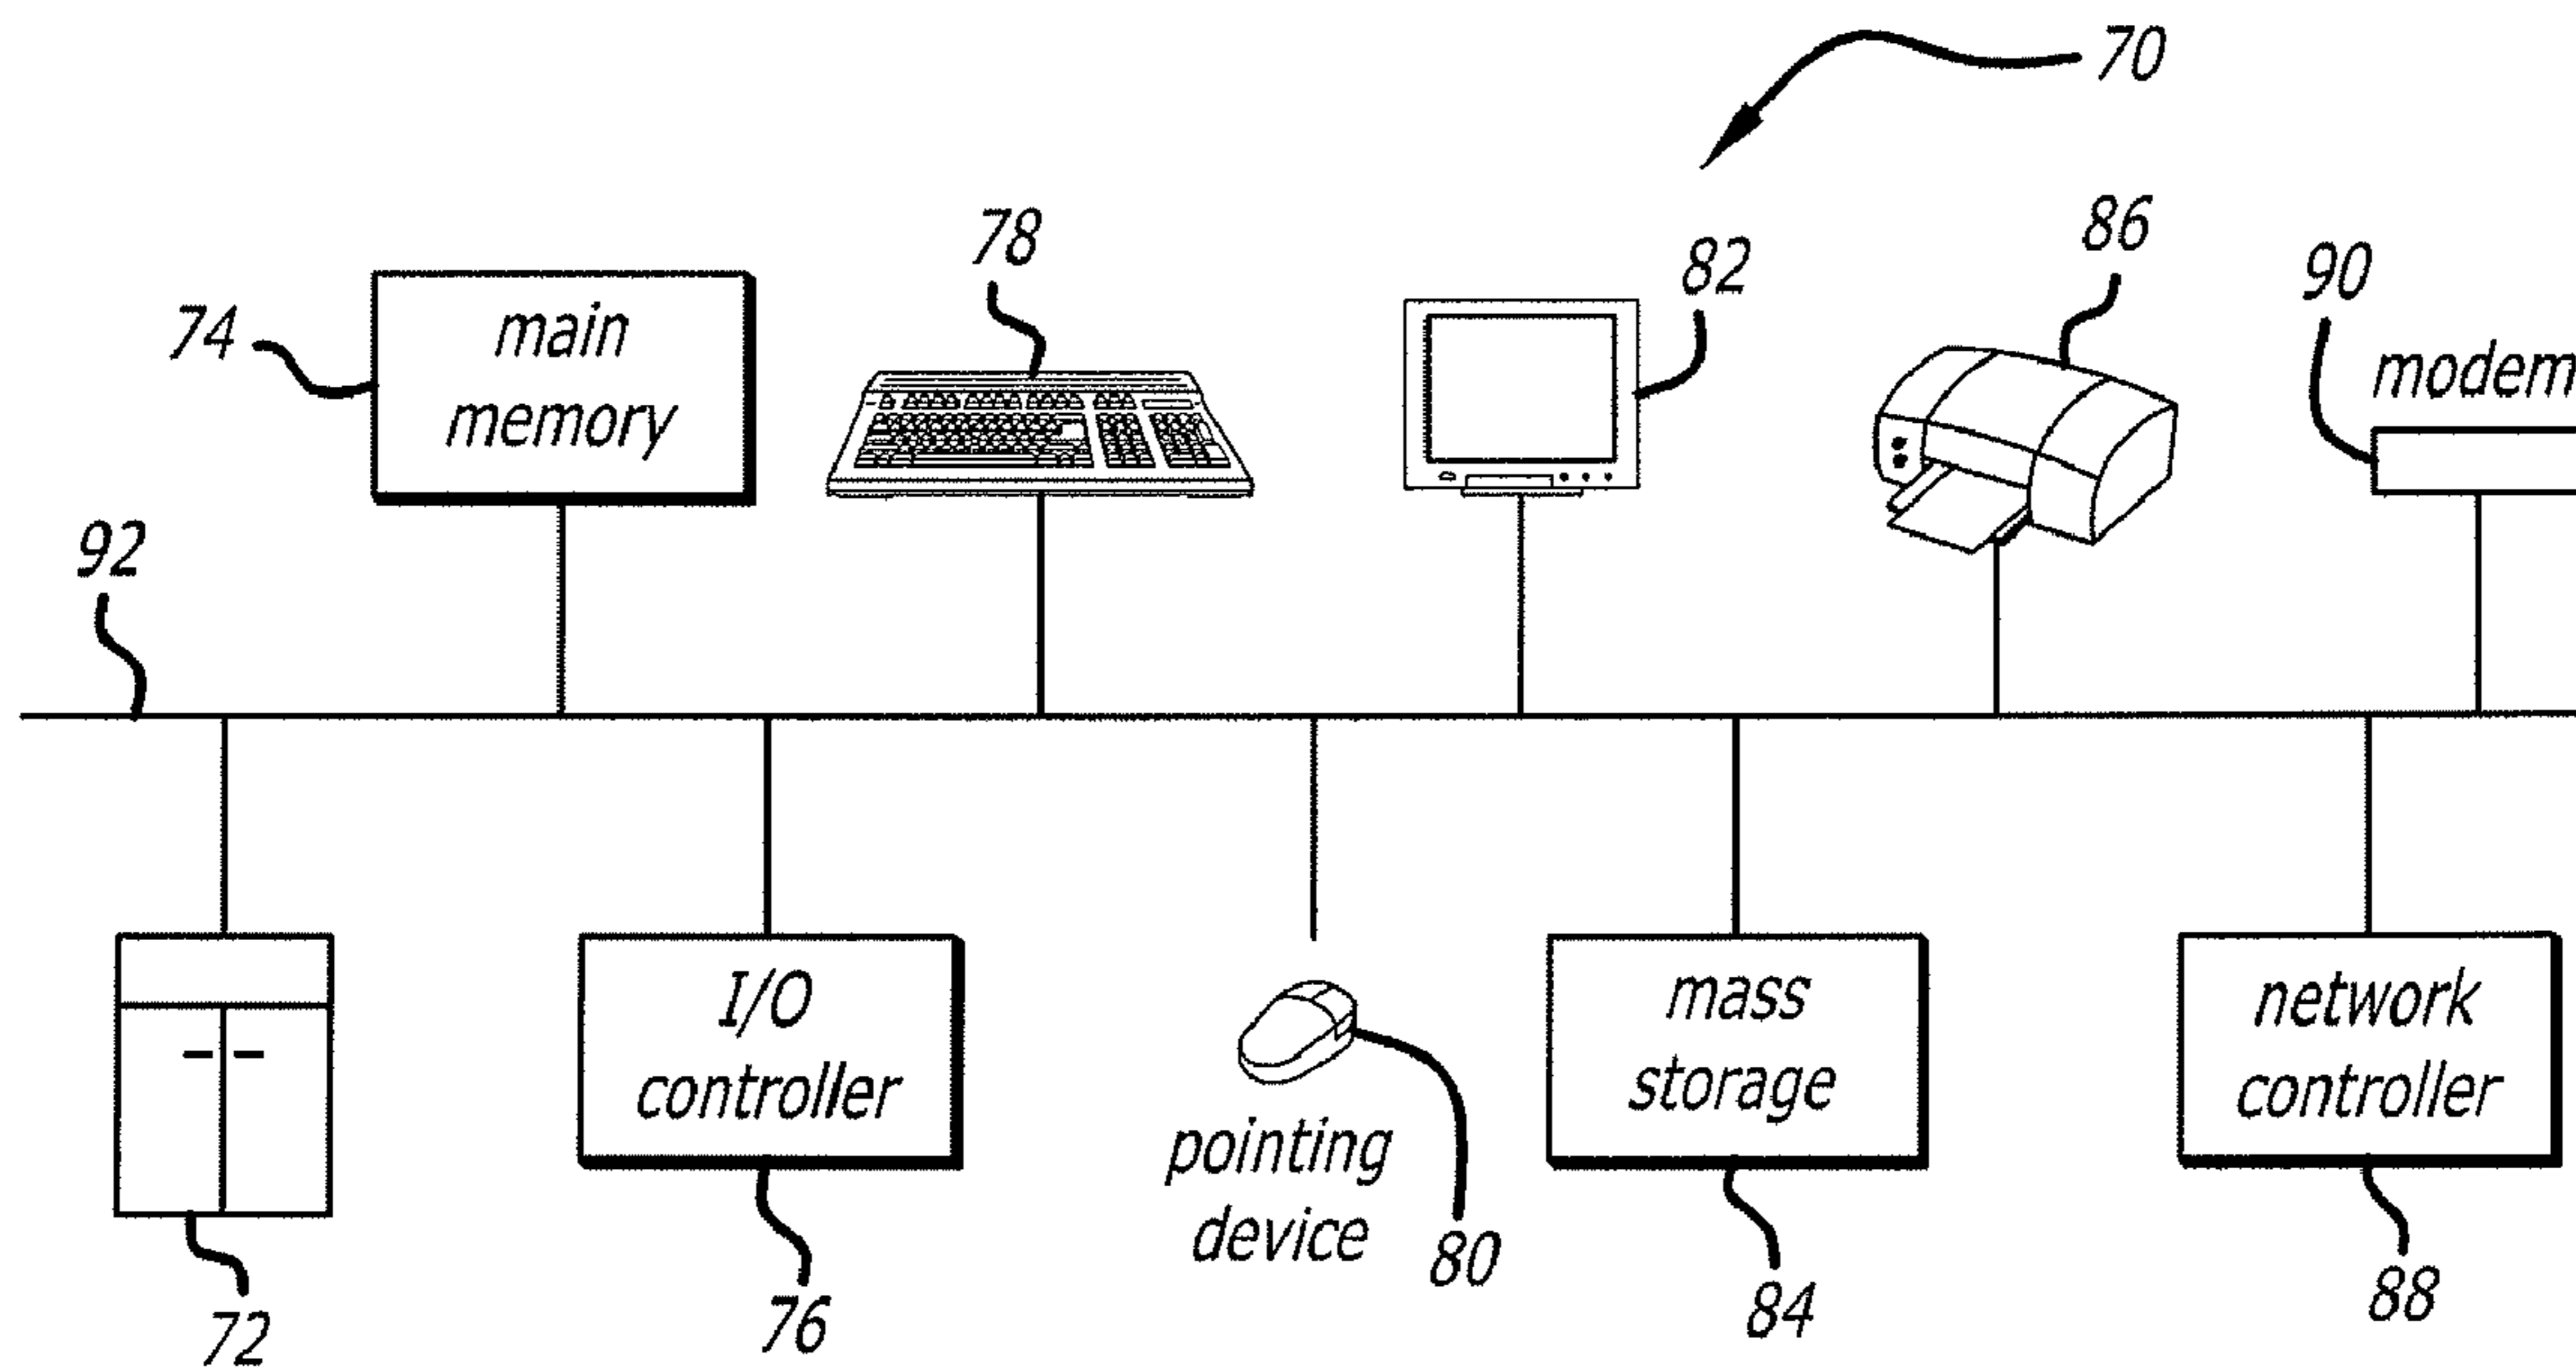 70
86
78
82
90
74
main
memory
modem
92
I/O
controller
mass
storage
network
controller
pointing
device
80
72
76
84
88